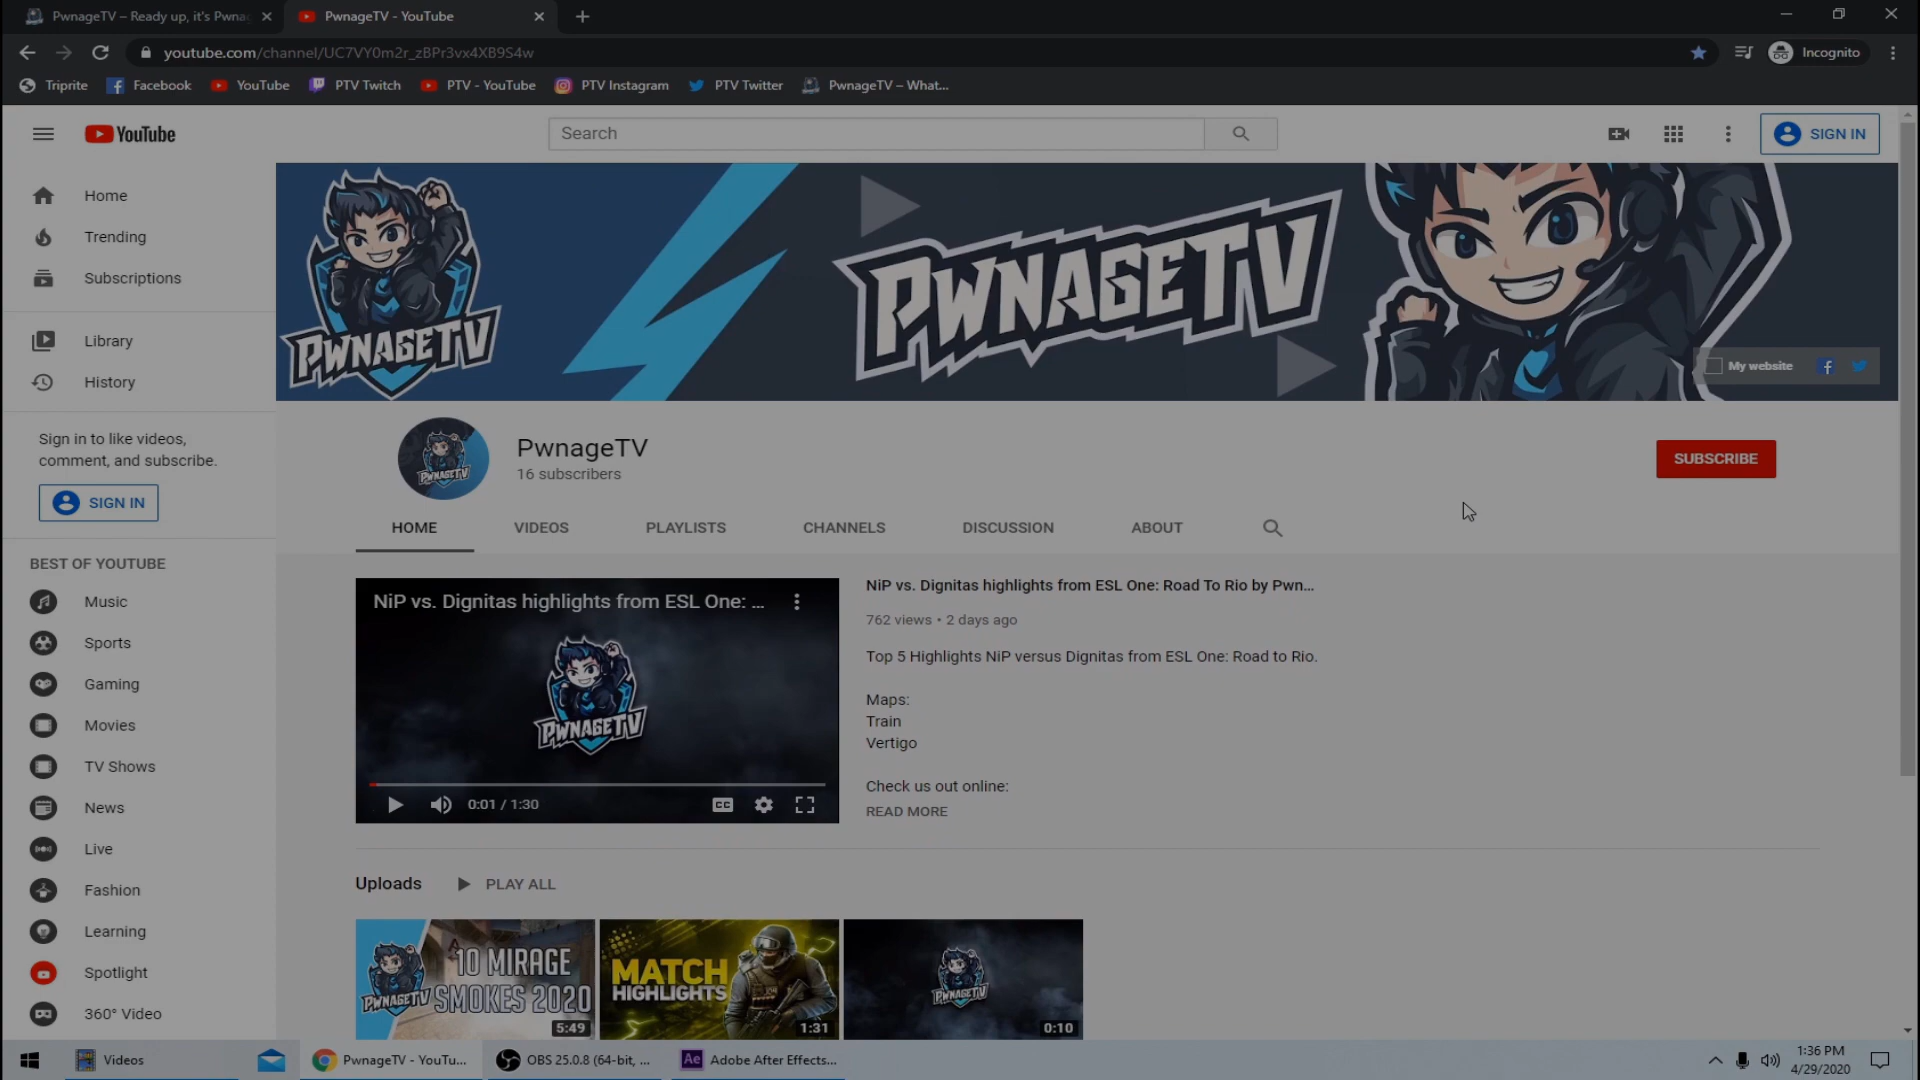 PwnageTV – Ready up, it's Pwna
PwnageTV - YouTube
youtube.com/channel/UC7VY0m2r_zBPr3vx4XB9S4w
Incognito
Triprite
Facebook
YouTube
PTV Twitch
PTV - YouTube
PTV Instagram
PTV Twitter
PwnageTV – What...
YouTube
Search
SIGN IN
Home
Trending
Subscriptions
Library
History
Sign in to like videos,
comment, and subscribe.
SIGN IN
BEST OF YOUTUBE
Music
Sports
Gaming
Movies
TV Shows
News
Live
Fashion
Learning
Spotlight
360° Video
PWNAGETV
PWNAGETV
My website
PWNAGETV
PwnageTV
16 subscribers
SUBSCRIBE
HOME
VIDEOS
PLAYLISTS
CHANNELS
DISCUSSION
ABOUT
NiP vs. Dignitas highlights from ESL One: ...
PWNAGETV
0:01 / 1:30
CC
NiP vs. Dignitas highlights from ESL One: Road To Rio by Pwn...
762 views • 2 days ago
Top 5 Highlights NiP versus Dignitas from ESL One: Road to Rio.
Maps:
Train
Vertigo
Check us out online:
READ MORE
Uploads
PLAY ALL
PWNAGETV
10 MIRAGE
SMOKES 2020
5:49
MATCH
HIGHLIGHTS
1:31
PWNAGETV
0:10
Videos
PwnageTV - YouTu...
OBS 25.0.8 (64-bit, ...
Ae
Adobe After Effects...
1:36 PM
4/29/2020